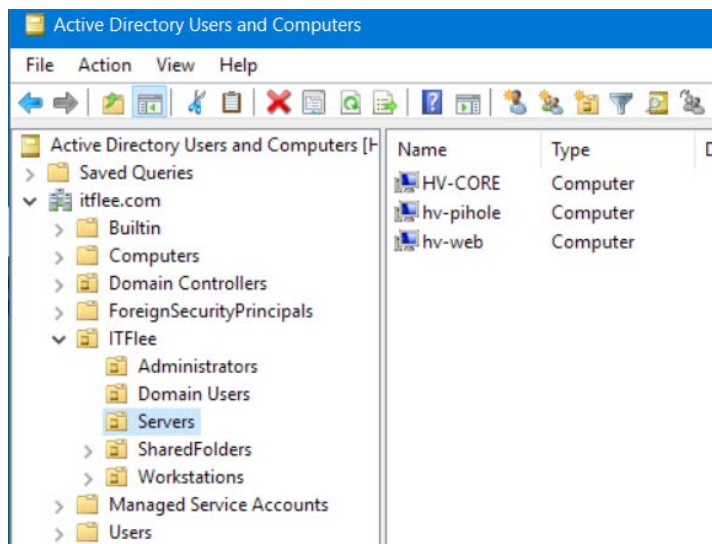 Active Directory Users and Computers
File Action View Help
Active Directory Users and Computers [H
Saved Queries
itflee.com
Builtin
Computers
Domain Controllers
ForeignSecurityPrincipals
ITFlee
Administrators
Domain Users
Servers
SharedFolders
Workstations
Managed Service Accounts
Users
Name Type D
HV-CORE Computer
hv-pihole Computer
hv-web Computer